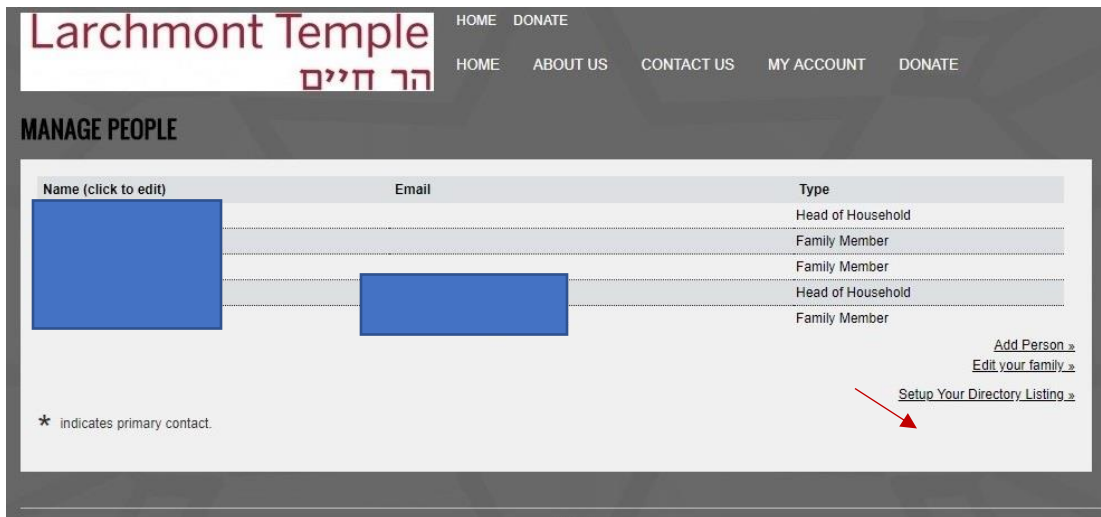 Larchmont Temple
הר חיים
HOME DONATE
HOME ABOUT US CONTACT US MY ACCOUNT DONATE
MANAGE PEOPLE
Name (click to edit) Email Type
Head of Household
Family Member
Family Member
Head of Household
Family Member
Add Person »
Edit your family »
Setup Your Directory Listing »
* indicates primary contact.